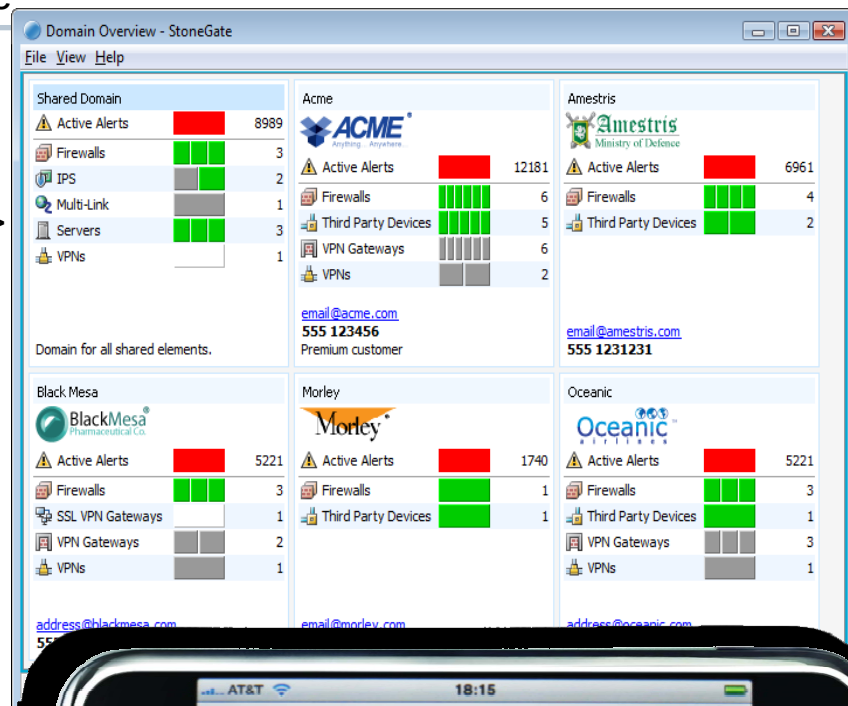 Domain Overview - StoneGate
File View Help
Shared Domain
Active Alerts 8989
Firewalls 3
IPS 2
Multi-Link 1
Servers 3
VPNs 1
Domain for all shared elements.
Acme
ACME
Anything... Anywhere...
Active Alerts 12181
Firewalls 6
Third Party Devices 5
VPN Gateways 6
VPNs 2
email@acme.com
555 123456
Premium customer
Amestris
Amestris
Ministry of Defence
Active Alerts 6961
Firewalls 4
Third Party Devices 2
email@amestris.com
555 1231231
Black Mesa
BlackMesa
Pharmaceutical Co.
Active Alerts 5221
Firewalls 3
SSL VPN Gateways 1
VPN Gateways 2
VPNs 1
address@blackmesa.com
Morley
Morley
Active Alerts 1740
Firewalls 1
Third Party Devices 1
email@morley.com
Oceanic
Oceanic
airlines
Active Alerts 5221
Firewalls 3
Third Party Devices 1
VPN Gateways 3
VPNs 1
address@oceanic.com
AT&T 18:15